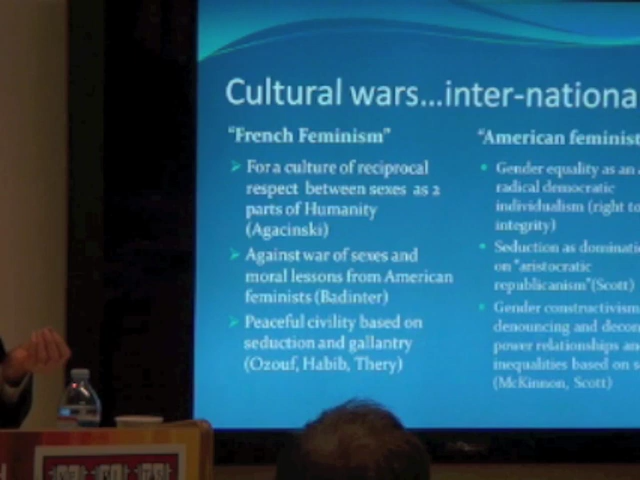 Cultural wars...inter-nationa
"French Feminism"
For a culture of reciprocal
respect between sexes as 2
parts of Humanity
(Agacinski)
Against war of sexes and
moral lessons from American
feminists (Badinter)
Peaceful civility based on
seduction and gallantry
(Ozouf, Habib, Thery)
"American feminist
Gender equality as an a
radical democratic
individualism (right to
integrity)
Seduction as dominati
on "aristocratic
republicanism"(Scott)
Gender constructivism
denouncing and decon
power relationships an
inequalities based on s
(McKinnon, Scott)